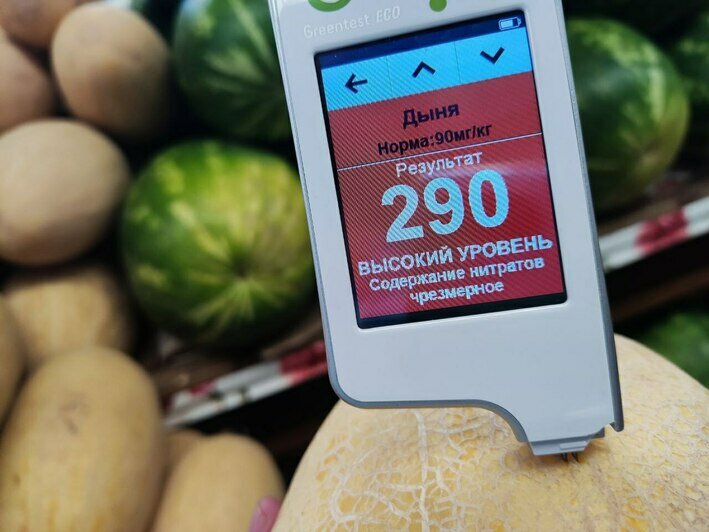 Greentest ECO
Дыня
Норма:90мг/кг
Результат
290
ВЫСОКИЙ УРОВЕНЬ
Содержание нитратов
чрезмерное